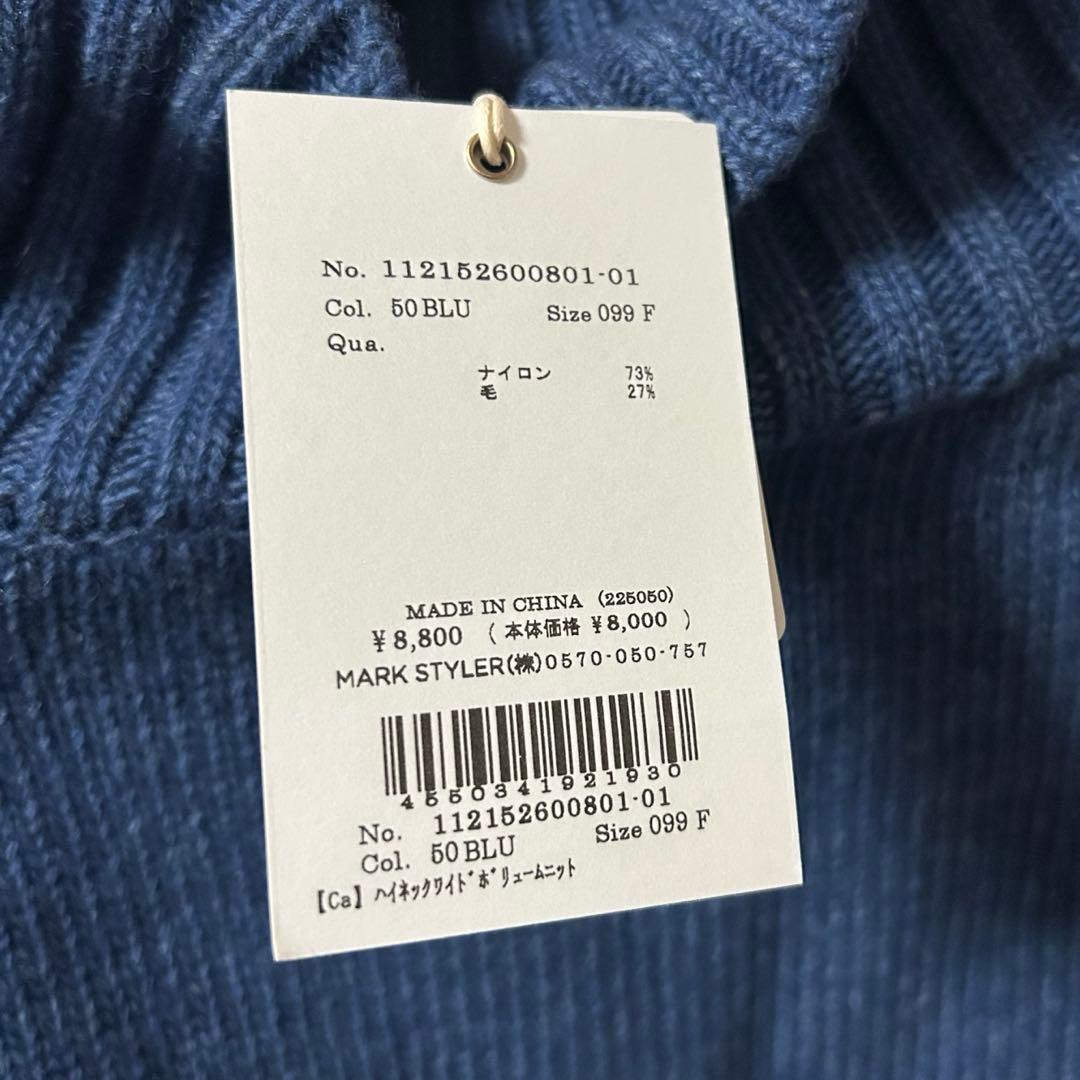 No. 112152600801-01
Col. 50 BLU Size 099 F
Qua.
ナイロン 73%
毛 27%
MADE IN CHINA (225050)
¥8,800 (本体価格 ¥8,000 )
MARK STYLER(株)0570-050-757
4550341921930
No. 112152600801-01
Col. 50 BLU Size 099 F
【Ca】ﾊｲﾈｯｸﾜｲﾄﾞﾎﾞﾘｭｰﾑﾆｯﾄ